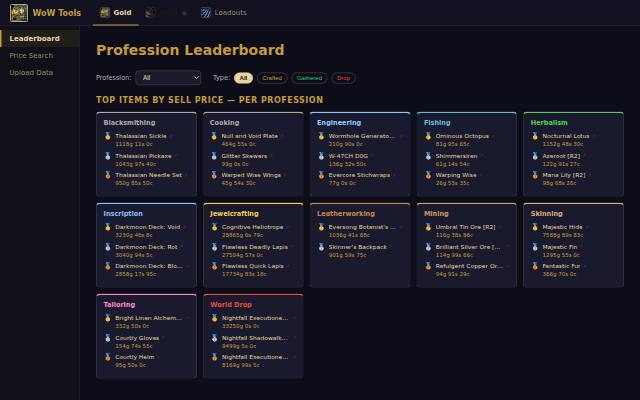 WoW Tools
Gold
Loadouts
Leaderboard
Price Search
Upload Data
Profession Leaderboard
Profession: All
Type: All Crafted Gathered Drop
TOP ITEMS BY SELL PRICE — PER PROFESSION
Blacksmithing
Thalassian Sickle
1118g 11s 0c
Thalassian Pickaxe
1043g 97s 40c
Thalassian Needle Set
950g 85s 50c
Cooking
Null and Void Plate
464g 55s 0c
Glitter Skewers
99g 0s 0c
Warped Wise Wings
45g 54s 30c
Engineering
Wormhole Generato...
210g 90s 0c
W-47CH D0G
136g 32s 50c
Evercore Stichwraps
77g 0s 0c
Fishing
Ominous Octopus
81g 95s 65c
Shimmersiren
61g 14s 54c
Warping Wise
26g 53s 35c
Herbalism
Nocturnal Lotus
1152g 48s 30c
Azeroot [R2]
122g 91s 27c
Mana Lily [R2]
98g 68s 26c
Inscription
Darkmoon Deck: Void
3230g 46s 8c
Darkmoon Deck: Rot
3040g 94s 5c
Darkmoon Deck: Blo...
2858g 17s 95c
Jewelcrafting
Cognitive Heliotrope
28865g 6s 79c
Flawless Deadly Lapis
27504g 57s 0c
Flawless Quick Lapis
17734g 83s 18c
Leatherworking
Eversong Botanist's ...
1036g 41s 68c
Skinner's Backpack
901g 59s 75c
Mining
Umbral Tin Ore [R2]
116g 38s 86c
Brilliant Silver Ore [...
114g 99s 66c
Refulgent Copper Or...
94g 91s 29c
Skinning
Majestic Hide
7588g 89s 83c
Majestic Fin
1295g 55s 0c
Fantastic Fur
366g 70s 0c
Tailoring
Bright Linen Alchem...
332g 50s 0c
Courtly Gloves
154g 74s 55c
Courtly Helm
95g 50s 0c
World Drop
Nightfall Executione...
33250g 0s 0c
Nightfall Shadowalk...
9499g 5s 0c
Nightfall Executione...
8169g 99s 5c